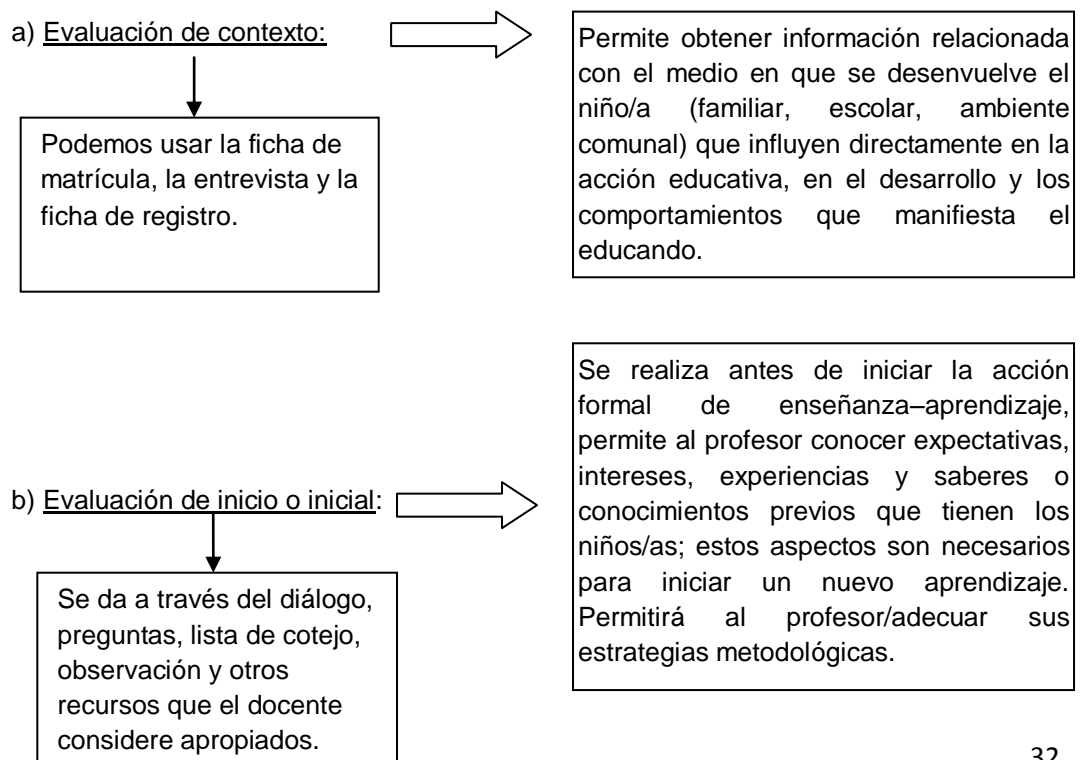 a) Evaluación de contexto:
Permite obtener información relacionada
con el medio en que se desenvuelve el
niño/a (familiar, escolar, ambiente
comunal) que influyen directamente en la
acción educativa, en el desarrollo y los
comportamientos que manifiesta el
educando.
Podemos usar la ficha de
matrícula, la entrevista y la
ficha de registro.
b) Evaluación de inicio o inicial:
Se realiza antes de iniciar la acción
formal de enseñanza–aprendizaje,
permite al profesor conocer expectativas,
intereses, experiencias y saberes o
conocimientos previos que tienen los
niños/as; estos aspectos son necesarios
para iniciar un nuevo aprendizaje.
Permitirá al profesor/adecuar sus
estrategias metodológicas.
Se da a través del diálogo,
preguntas, lista de cotejo,
observación y otros
recursos que el docente
considere apropiados.
32